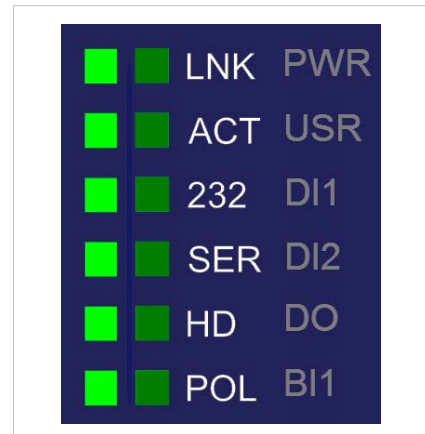 LNK PWR
ACT USR
232 DI1
SER DI2
HD DO
POL BI1